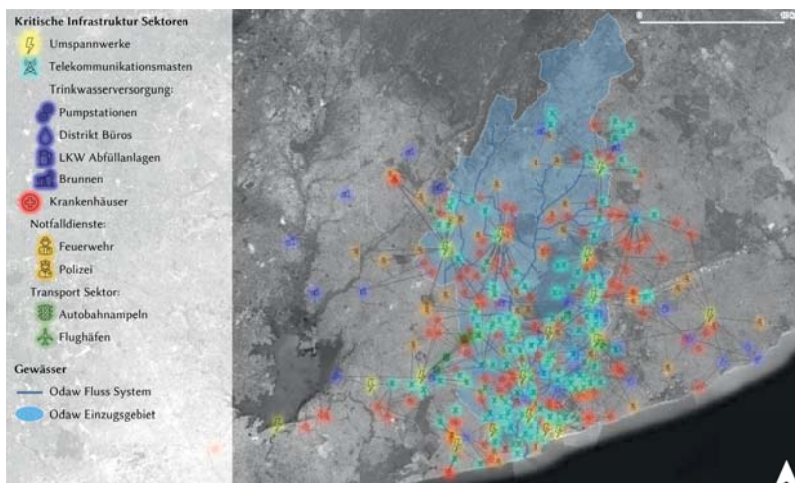 Kritische Infrastruktur Sektoren
Umspannwerke
Telekommunikationsmasten
Trinkwasserversorgung:
Pumpstationen
Distrikt Büros
LKW Abfüllanlagen
Brunnen
Krankenhäuser
Notfalldienste:
Feuerwehr
Polizei
Transport Sektor:
Autobahnampeln
Flughäfen
Gewässer
Odaw Fluss System
Odaw Einzugsgebiet
0